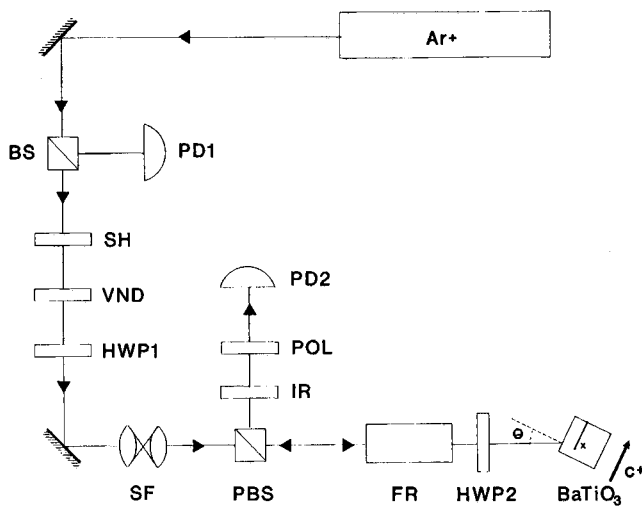 Ar+
BS
PD1
SH
VND
HWP1
PD2
POL
IR
SF
PBS
FR
HWP2
θ
x
BaTiO₃
C+